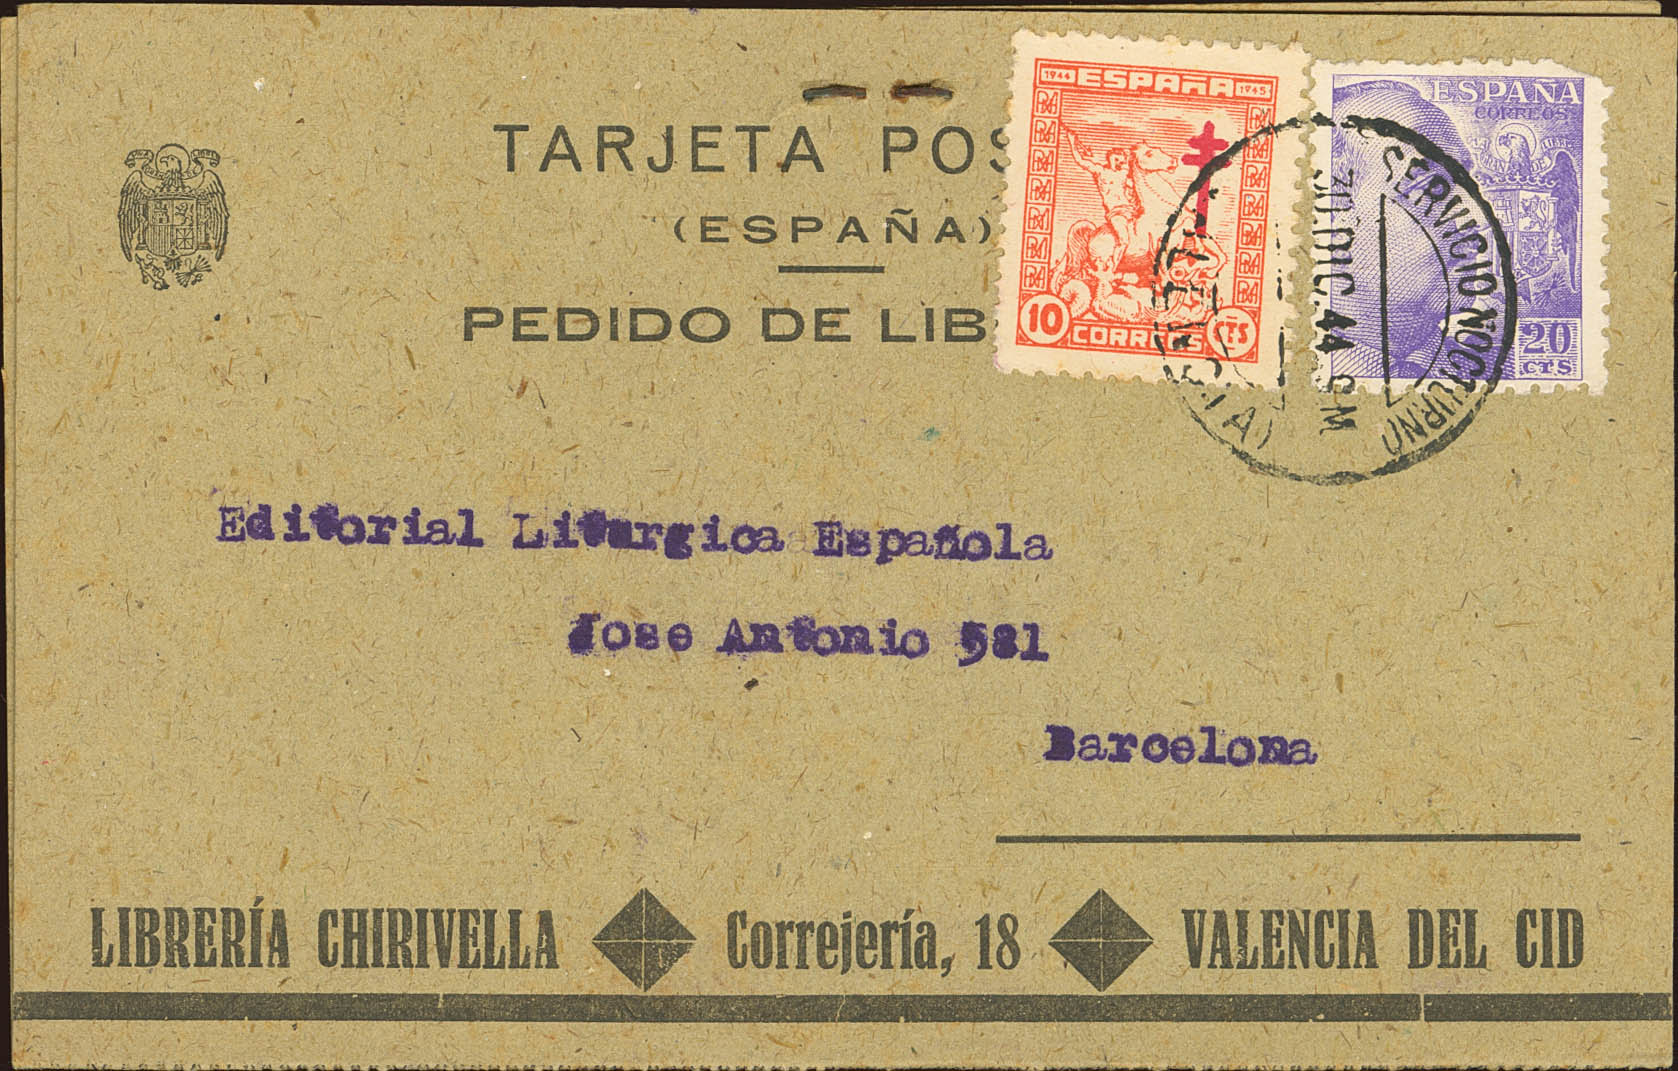 TARJETA POS
(ESPAÑA)
PEDIDO DE LIB
1944 ESPAÑA 1945
10 CORREOS CTS
ESPAÑA
CORREOS
20
CTS
SERVICIO NOCTURNO
30.DIC.44
Editorial Liturgica Española
Jose Antonio 581
Barcelona
LIBRERÍA CHIRIVELLA Correjería, 18 VALENCIA DEL CID